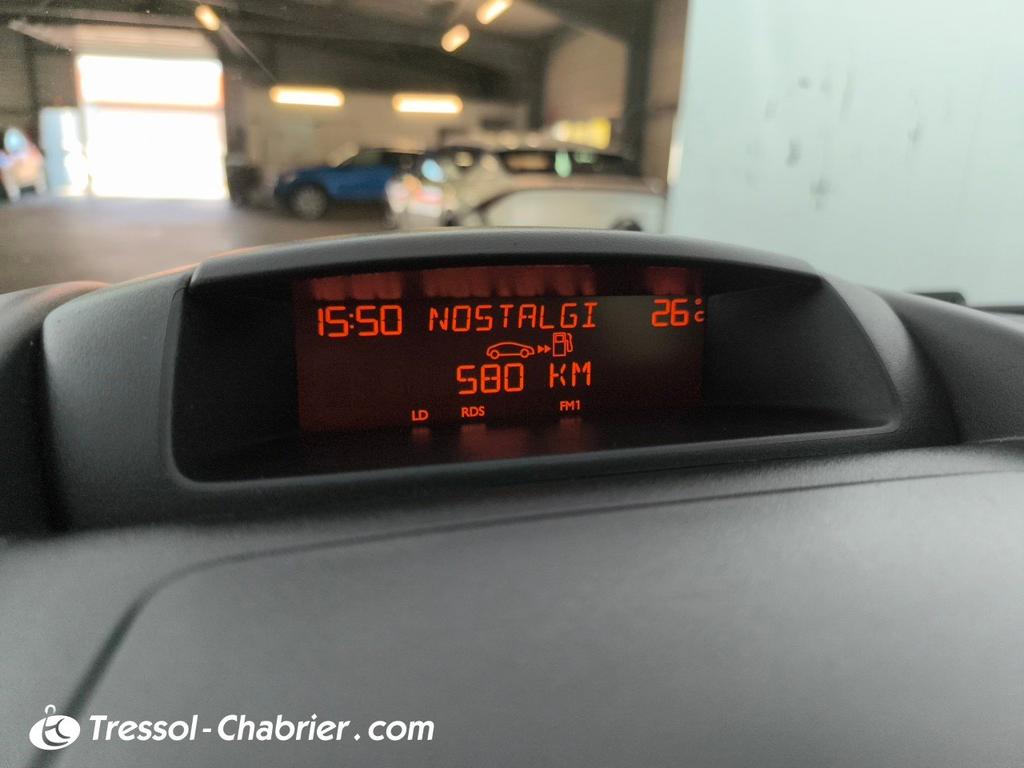 15:50 NOSTALGI 26°C
580 KM
LD RDS FM1
Tressol-Chabrier.com